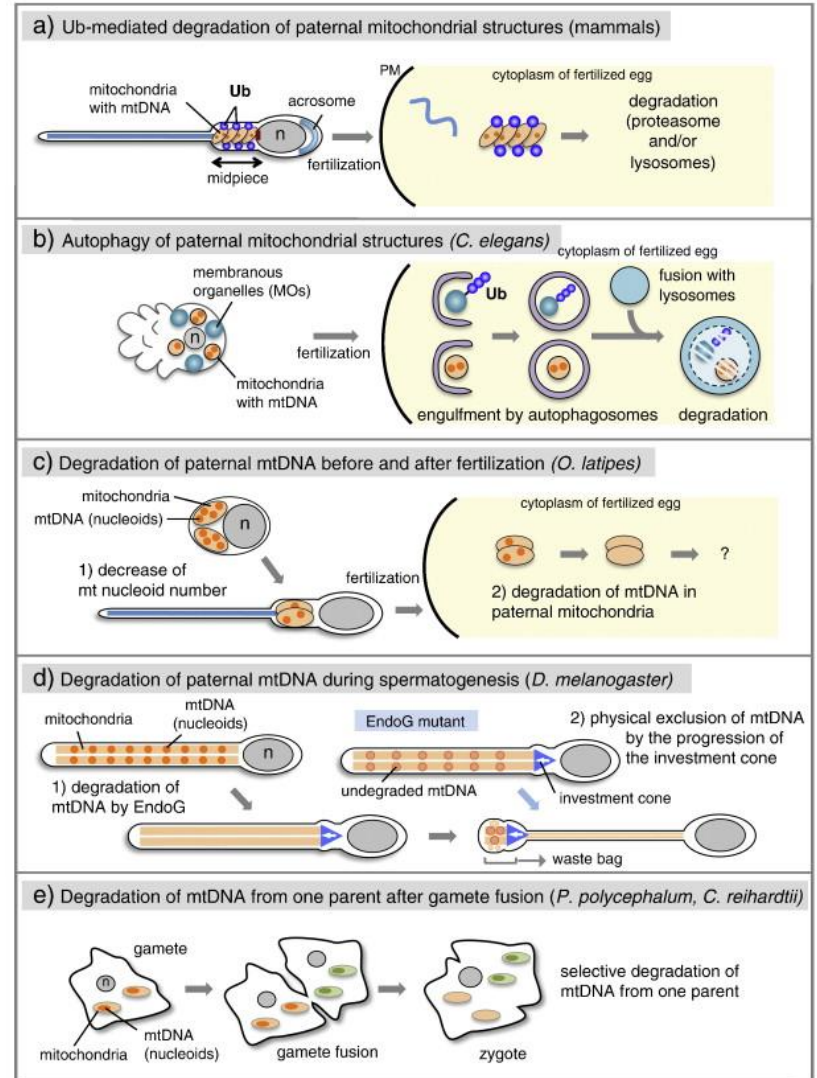 a) Ub-mediated degradation of paternal mitochondrial structures (mammals)
mitochondria
with mtDNA
Ub
acrosome
n
midpiece
fertilization
PM
cytoplasm of fertilized egg
degradation
(proteasome
and/or
lysosomes)
b) Autophagy of paternal mitochondrial structures (C. elegans)
membranous
organelles (MOs)
n
mitochondria
with mtDNA
fertilization
cytoplasm of fertilized egg
Ub
fusion with
lysosomes
engulfment by autophagosomes
degradation
c) Degradation of paternal mtDNA before and after fertilization (O. latipes)
mitochondria
mtDNA (nucleoids)
n
1) decrease of
mt nucleoid number
fertilization
cytoplasm of fertilized egg
?
2) degradation of mtDNA in
paternal mitochondria
d) Degradation of paternal mtDNA during spermatogenesis (D. melanogaster)
mitochondria
mtDNA
(nucleoids)
n
1) degradation of
mtDNA by EndoG
EndoG mutant
undegraded mtDNA
2) physical exclusion of mtDNA
by the progression of
the investment cone
investment cone
waste bag
e) Degradation of mtDNA from one parent after gamete fusion (P. polycephalum, C. reihardtii)
gamete
n
mitochondria
mtDNA
(nucleoids)
gamete fusion
zygote
selective degradation of
mtDNA from one parent